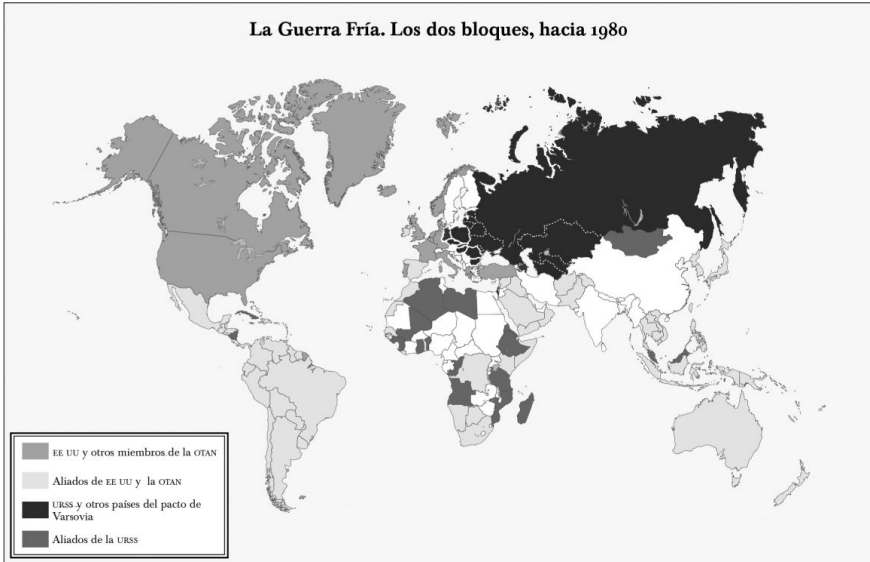 La Guerra Fría. Los dos bloques, hacia 1980
EE UU y otros miembros de la OTAN
Aliados de EE UU y la OTAN
URSS y otros países del pacto de
Varsovia
Aliados de la URSS